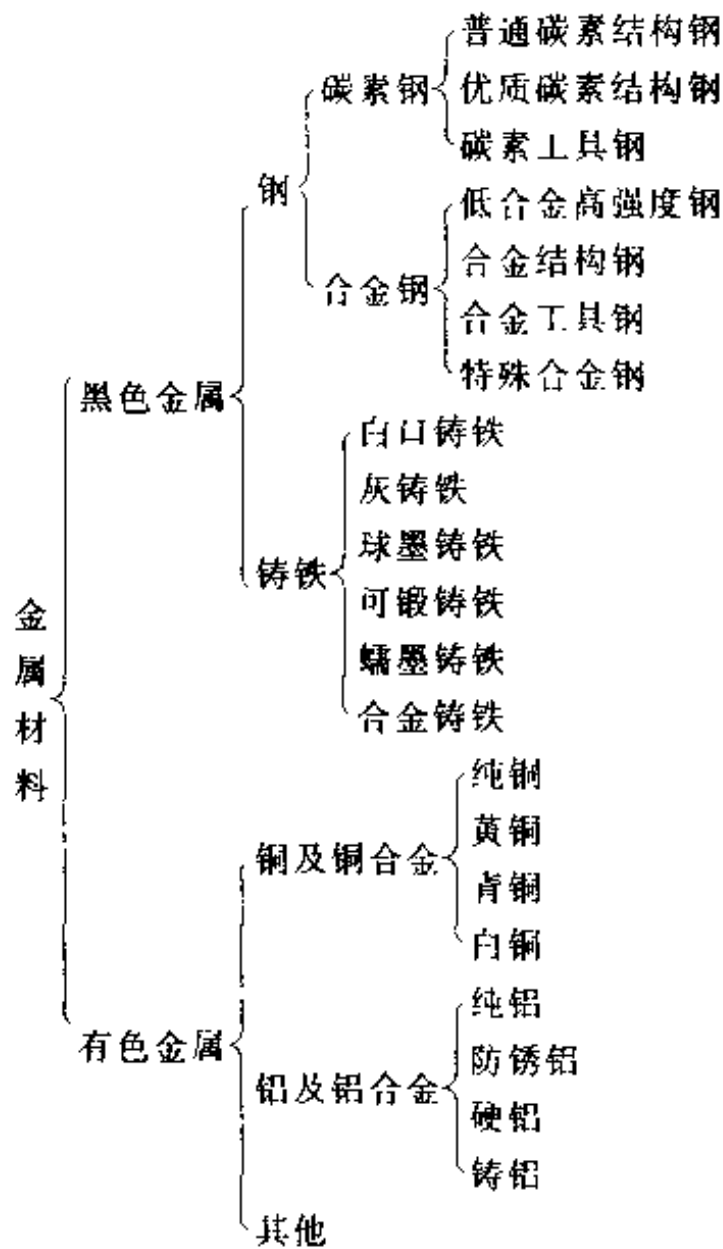 金属材料
黑色金属
钢
碳素钢
普通碳素结构钢
优质碳素结构钢
碳素工具钢
合金钢
低合金高强度钢
合金结构钢
合金工具钢
特殊合金钢
铸铁
白口铸铁
灰铸铁
球墨铸铁
可锻铸铁
蠕墨铸铁
合金铸铁
有色金属
铜及铜合金
纯铜
黄铜
青铜
白铜
铝及铝合金
纯铝
防锈铝
硬铝
铸铝
其他